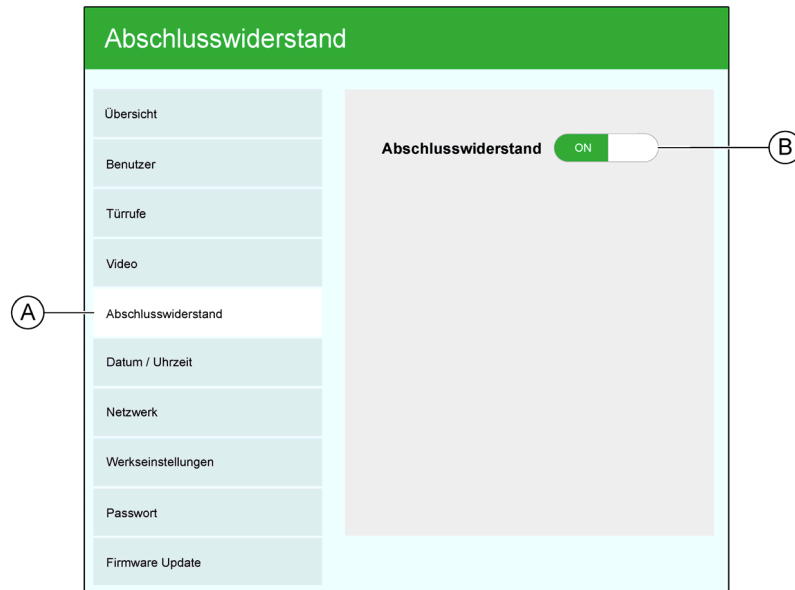 Abschlusswiderstand
Übersicht
Benutzer
Türrufe
Video
Abschlusswiderstand
Datum / Uhrzeit
Netzwerk
Werkseinstellungen
Passwort
Firmware Update
Abschlusswiderstand ON
A
B